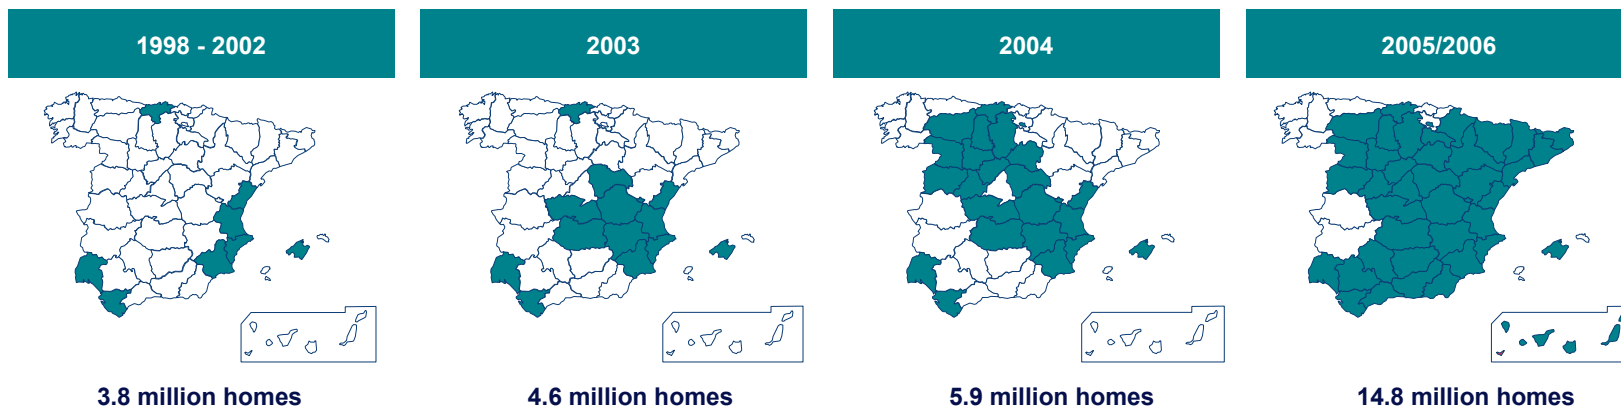 1998 - 2002
2003
2004
2005/2006
3.8 million homes
4.6 million homes
5.9 million homes
14.8 million homes